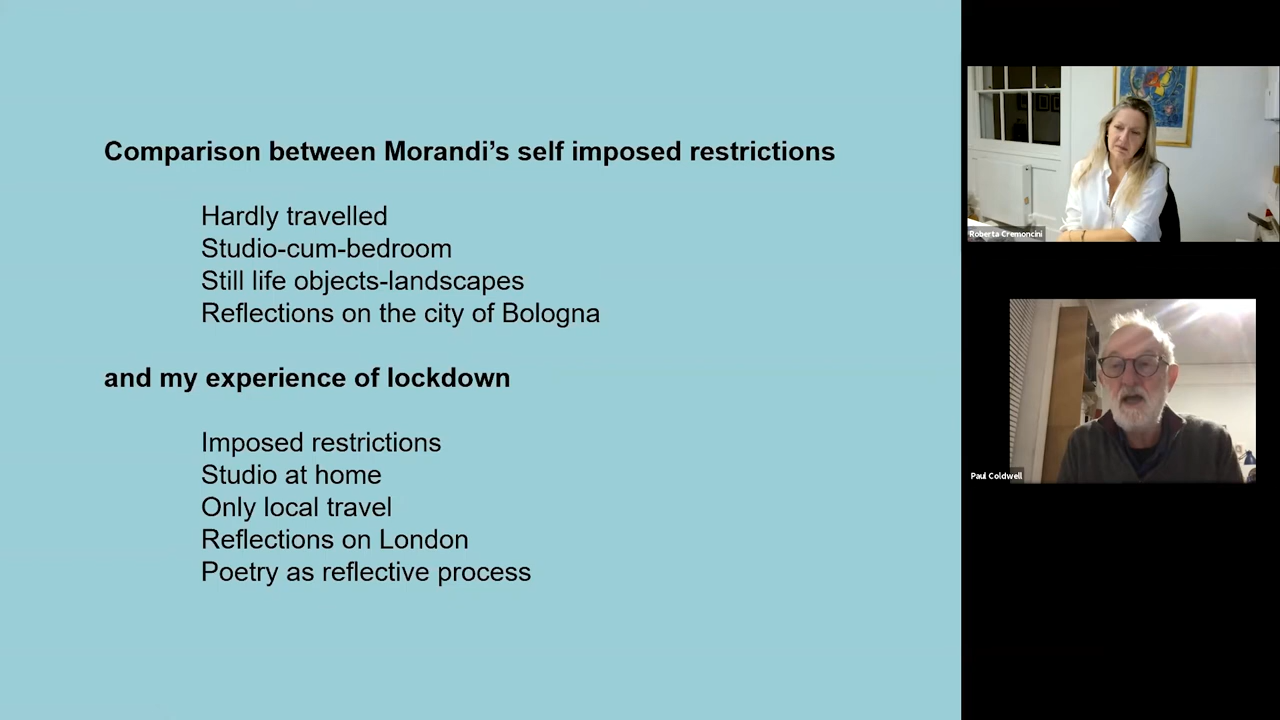 Comparison between Morandi’s self imposed restrictions
Hardly travelled
Studio-cum-bedroom
Still life objects-landscapes
Reflections on the city of Bologna
and my experience of lockdown
Imposed restrictions
Studio at home
Only local travel
Reflections on London
Poetry as reflective process
Roberta Cremoncini
Paul Coldwell